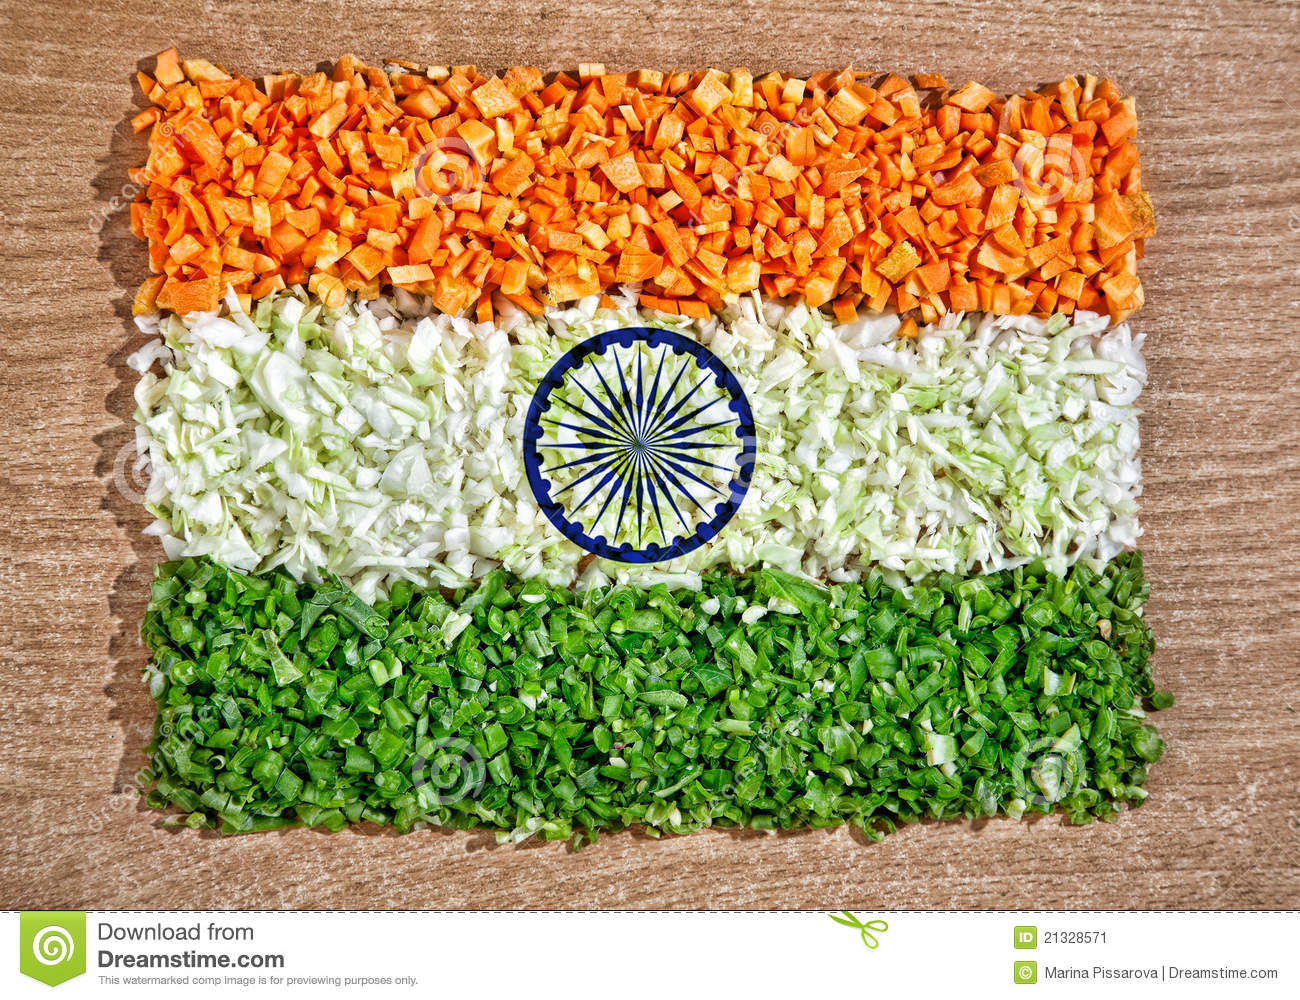 Download from
Dreamstime.com
This watermarked comp image is for previewing purposes only.
ID 21328571
© Marina Pissarova | Dreamstime.com